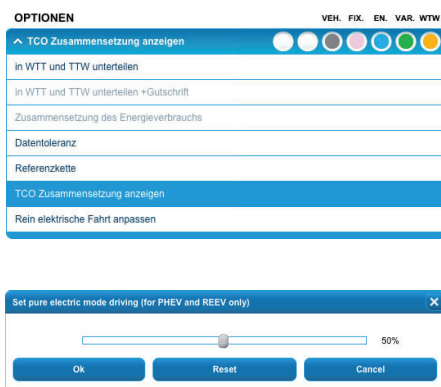 OPTIONEN VEH. FIX. EN. VAR. WTW
TCO Zusammensetzung anzeigen
in WTT und TTW unterteilen
in WTT und TTW unterteilen +Gutschrift
Zusammensetzung des Energieverbrauchs
Datentoleranz
Referenzkette
TCO Zusammensetzung anzeigen
Rein elektrische Fahrt anpassen
Set pure electric mode driving (for PHEV and REEV only) X
50%
Ok Reset Cancel